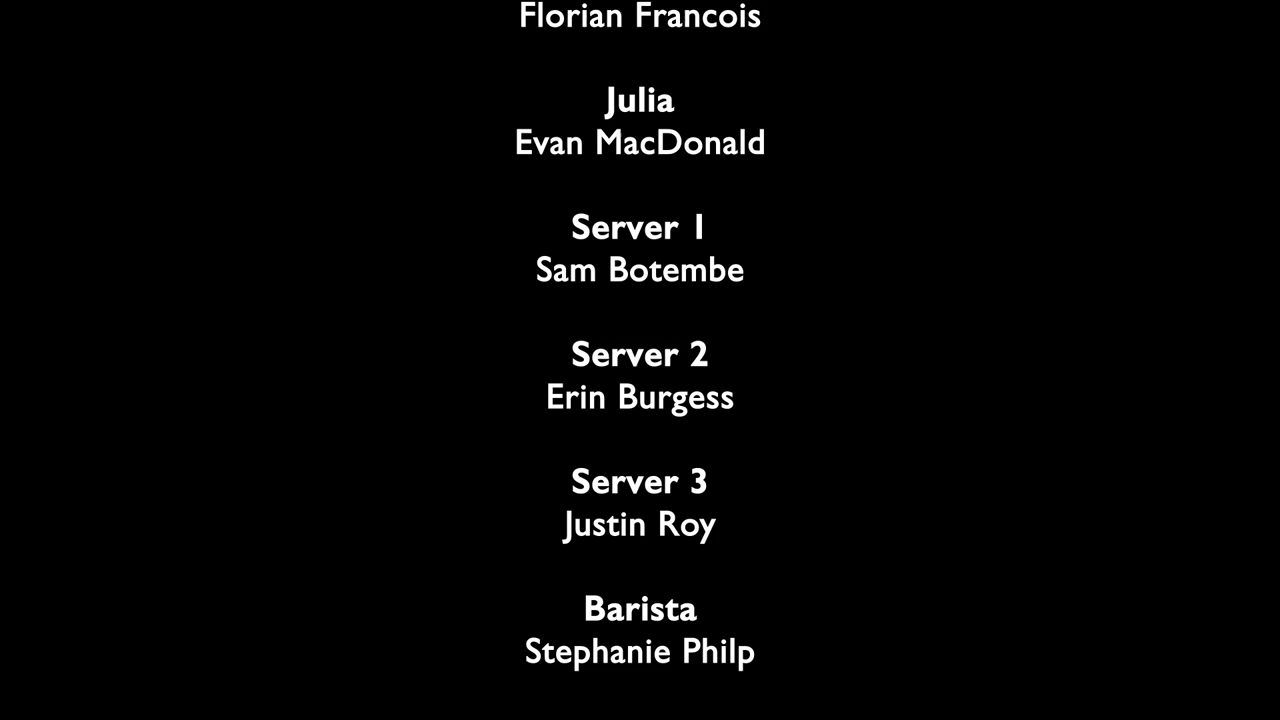 Florian Francois
Julia
Evan MacDonald
Server 1
Sam Botembe
Server 2
Erin Burgess
Server 3
Justin Roy
Barista
Stephanie Philp